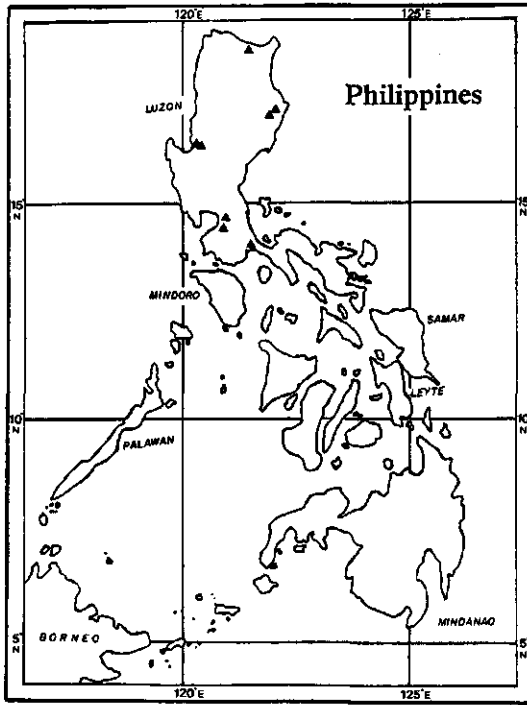 120°E
125°E
LUZON
Philippines
15
N
15
N
MINDORO
SAMAR
LEYTE
10
N
PALAWAN
10
N
MINDANAO
BORNEO
5
N
5
N
120°E
125°E